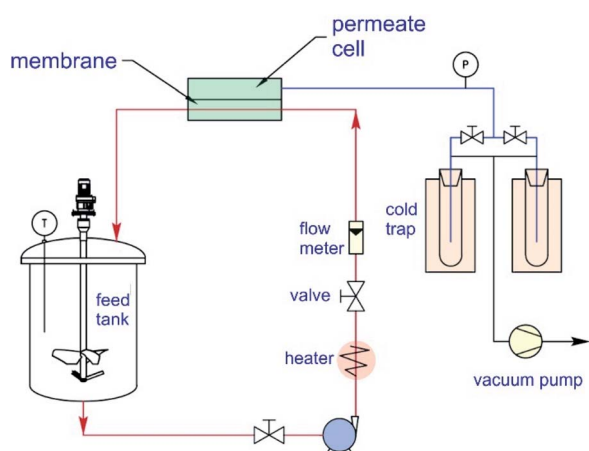 permeate
cell
membrane
P
cold
trap
T
flow
meter
feed
tank
valve
heater
vacuum pump